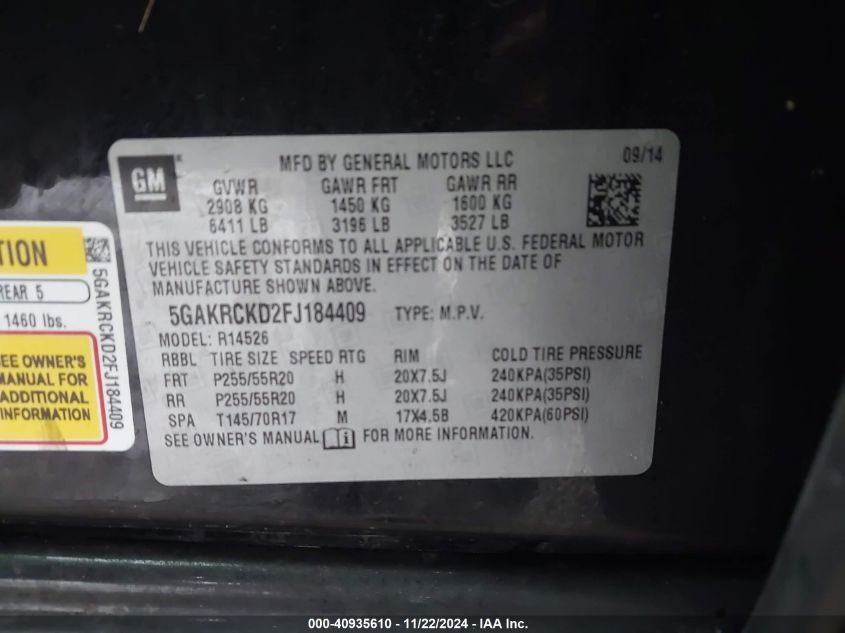 GM
MFD BY GENERAL MOTORS LLC 09/14
GVWR GAWR FRT GAWR RR
2908 KG 1450 KG 1600 KG
6411 LB 3196 LB 3527 LB
THIS VEHICLE CONFORMS TO ALL APPLICABLE U.S. FEDERAL MOTOR
VEHICLE SAFETY STANDARDS IN EFFECT ON THE DATE OF
MANUFACTURE SHOWN ABOVE.
5GAKRCKD2FJ184409 TYPE: M.P.V.
MODEL: R14526
RBBL TIRE SIZE SPEED RTG RIM COLD TIRE PRESSURE
FRT P255/55R20 H 20X7.5J 240KPA(35PSI)
RR P255/55R20 H 20X7.5J 240KPA(35PSI)
SPA T145/70R17 M 17X4.5B 420KPA(60PSI)
SEE OWNER'S MANUAL i FOR MORE INFORMATION.
TION
REAR 5
1460 lbs.
SEE OWNER'S
MANUAL FOR
ADDITIONAL
INFORMATION
5GAKRCKD2FJ184409
000-40935610 - 11/22/2024 - IAA Inc.